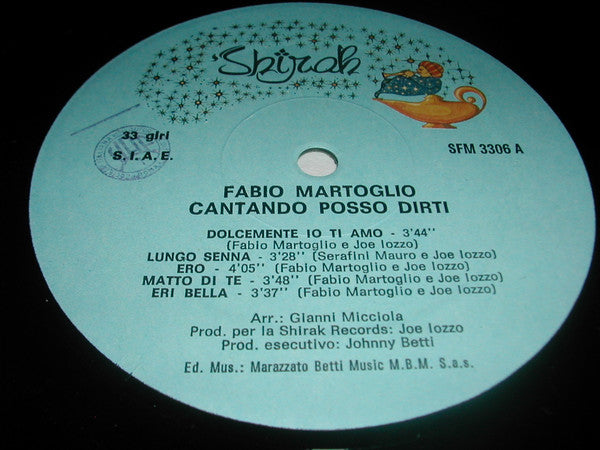 Shirak
33 giri
S.I.A.E.
SFM 3306 A
FABIO MARTOGLIO
CANTANDO POSSO DIRTI
DOLCEMENTE IO TI AMO - 3'44''
(Fabio Martoglio e Joe Iozzo)
LUNGO SENNA - 3'28'' (Serafini Mauro e Joe Iozzo)
ERO - 4'05'' (Fabio Martoglio e Joe Iozzo)
MATTO DI TE - 3'48'' (Fabio Martoglio e Joe Iozzo)
ERI BELLA - 3'37'' (Fabio Martoglio e Joe Iozzo)
Arr.: Gianni Micciola
Prod. per la Shirak Records: Joe Iozzo
Prod. esecutivo: Johnny Betti
Ed. Mus.: Marazzato Betti Music M.B.M. S.a.s.